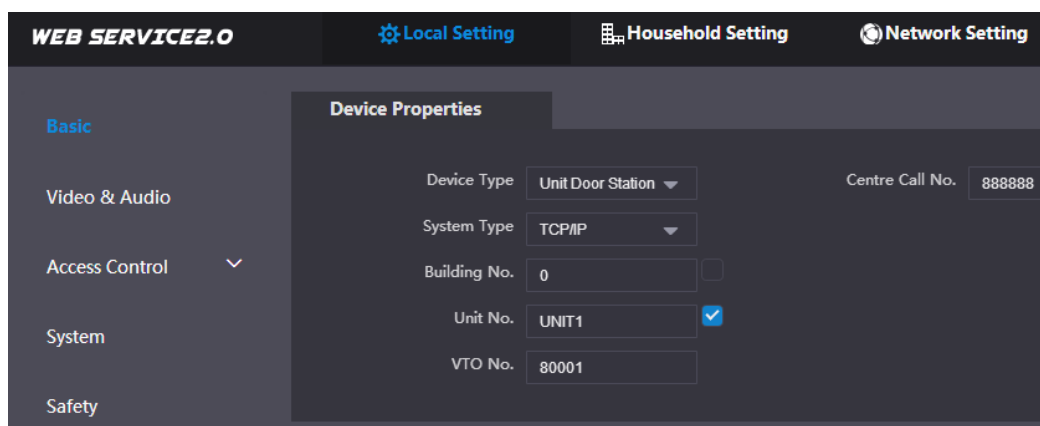 WEB SERVICE2.0
Local Setting
Household Setting
Network Setting
Basic
Video & Audio
Access Control
System
Safety
Device Properties
Device Type Unit Door Station
Centre Call No. 888888
System Type TCP/IP
Building No. 0
Unit No. UNIT1
VTO No. 80001